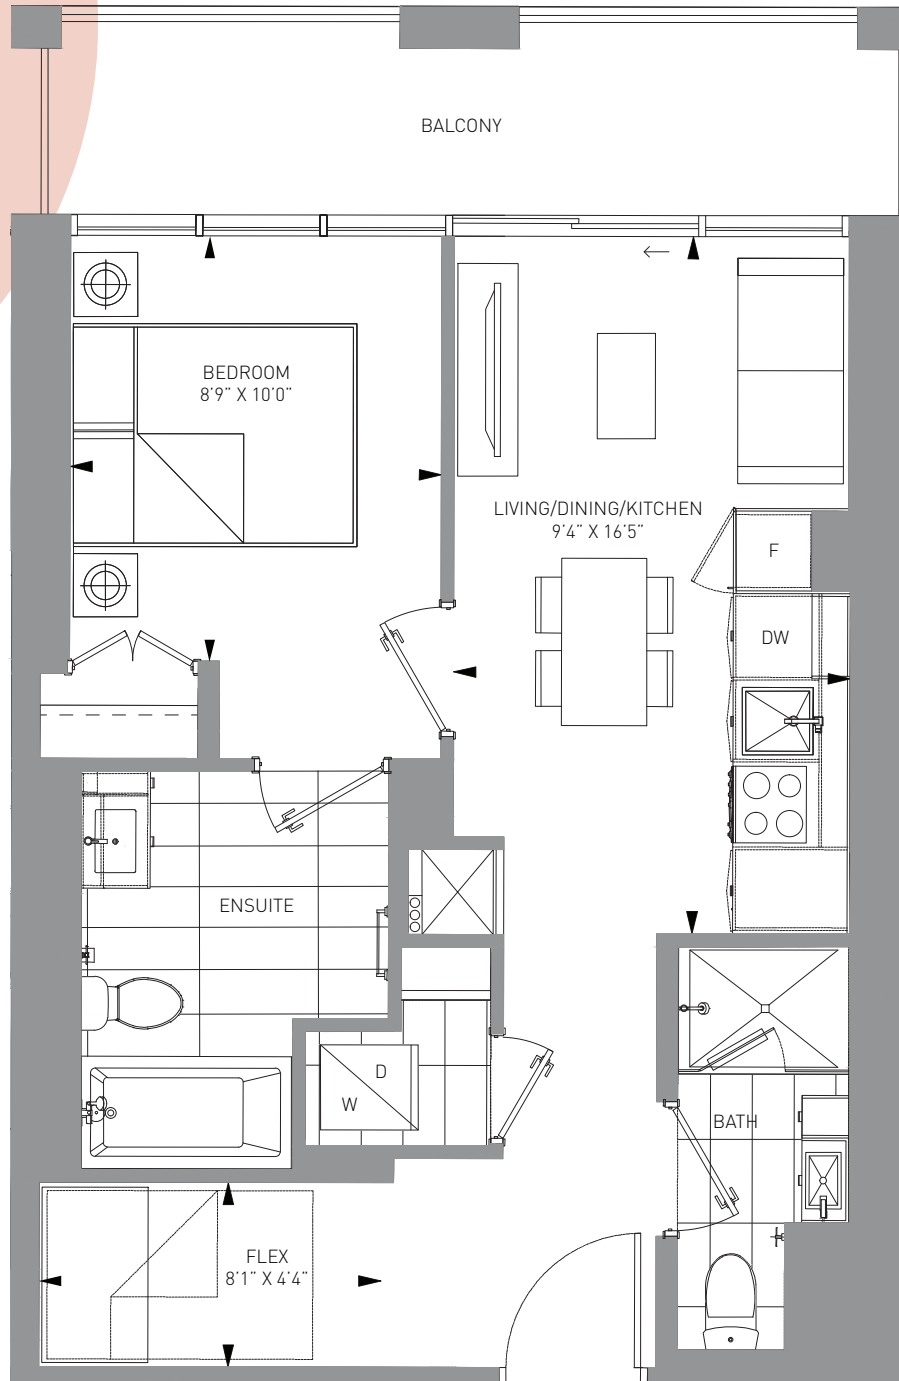 BALCONY
BEDROOM
8'9" X 10'0"
LIVING/DINING/KITCHEN
9'4" X 16'5"
F
DW
ENSUITE
D
W
BATH
FLEX
8'1" X 4'4"